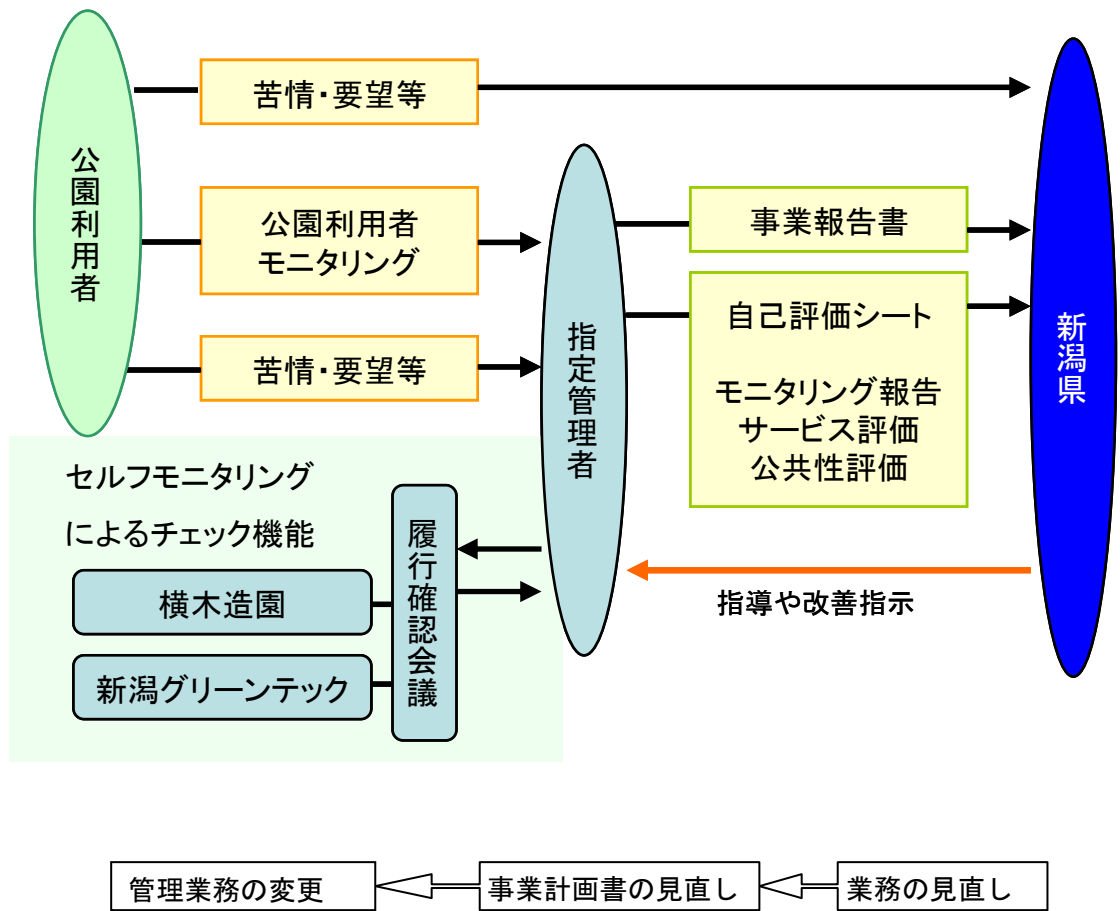 公園利用者
苦情・要望等
公園利用者
モニタリング
苦情・要望等
指定管理者
事業報告書
自己評価シート
モニタリング報告
サービス評価
公共性評価
新潟県
指導や改善指示
セルフモニタリング
によるチェック機能
横木造園
新潟グリーンテック
履行確認会議
管理業務の変更
事業計画書の見直し
業務の見直し